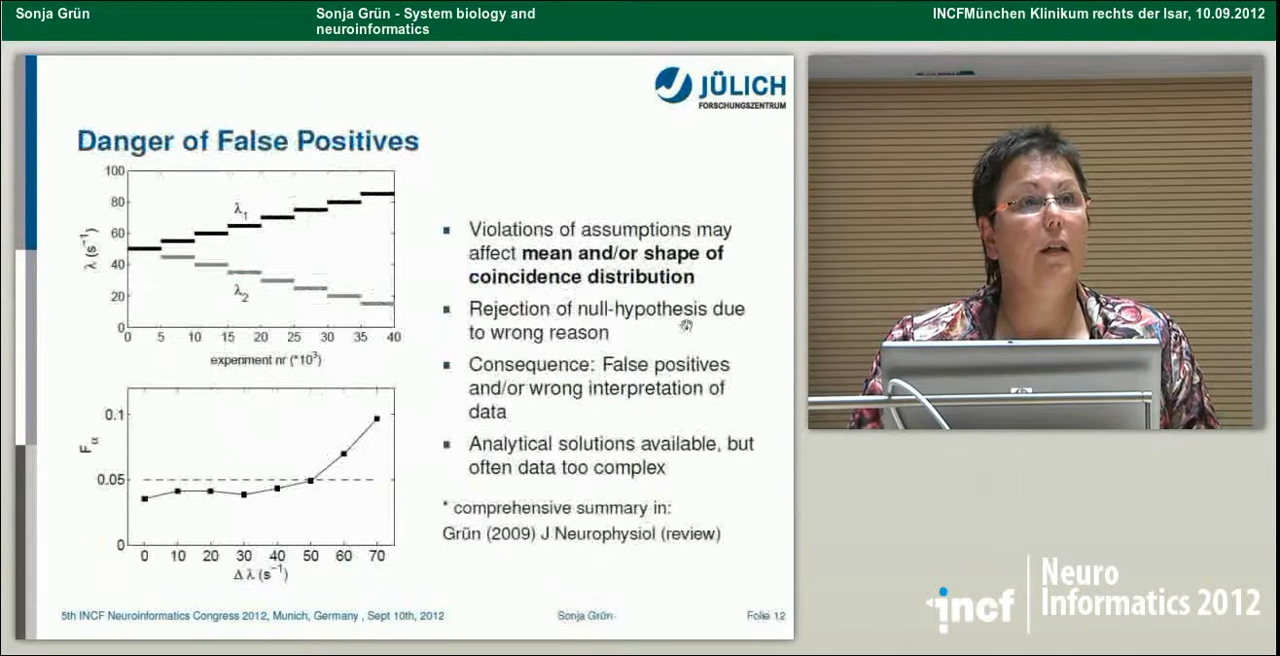 Sonja Grün
Sonja Grün - System biology and
neuroinformatics
INCFMünchen Klinikum rechts der Isar, 10.09.2012
JÜLICH
FORSCHUNGSZENTRUM
Danger of False Positives
100
80
60
40
20
0
λ (s⁻¹)
λ₁
λ₂
0 5 10 15 20 25 30 35 40
experiment nr (*10³)
0.1
0.05
0
Fα
0 10 20 30 40 50 60 70
Δ λ (s⁻¹)
▪ Violations of assumptions may
affect mean and/or shape of
coincidence distribution
▪ Rejection of null-hypothesis due
to wrong reason
▪ Consequence: False positives
and/or wrong interpretation of
data
▪ Analytical solutions available, but
often data too complex
* comprehensive summary in:
Grün (2009) J Neurophysiol (review)
5th INCF Neuroinformatics Congress 2012, Munich, Germany , Sept 10th, 2012
Sonja Grün
Folie 12
hp
incf
Neuro
Informatics 2012